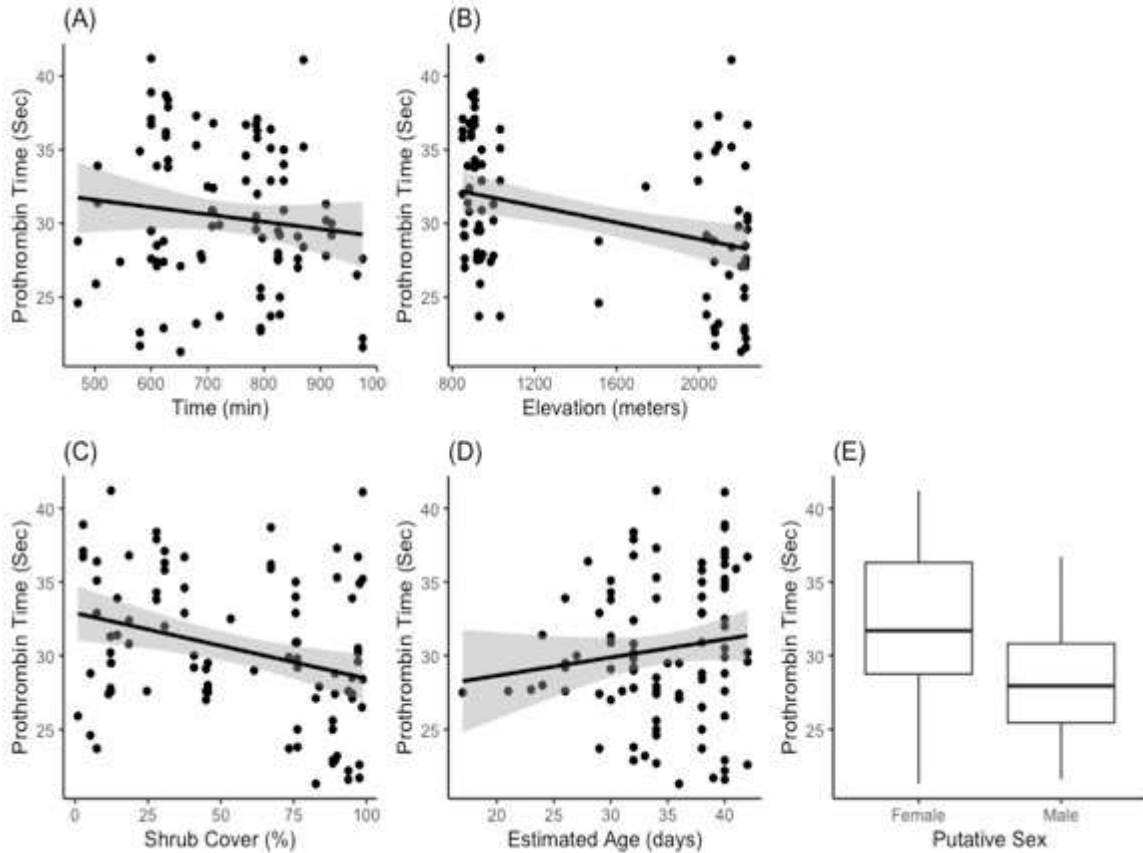 (A)
(B)
Prothrombin Time (Sec)
40
35
30
25
500 600 700 800 900 100
Time (min)
Prothrombin Time (Sec)
40
35
30
25
800 1200 1600 2000
Elevation (meters)
(C)
(D)
(E)
Prothrombin Time (Sec)
40
35
30
25
0 25 50 75 100
Shrub Cover (%)
Prothrombin Time (Sec)
40
35
30
25
20 25 30 35 40
Estimated Age (days)
Prothrombin Time (Sec)
40
35
30
25
Female Male
Putative Sex